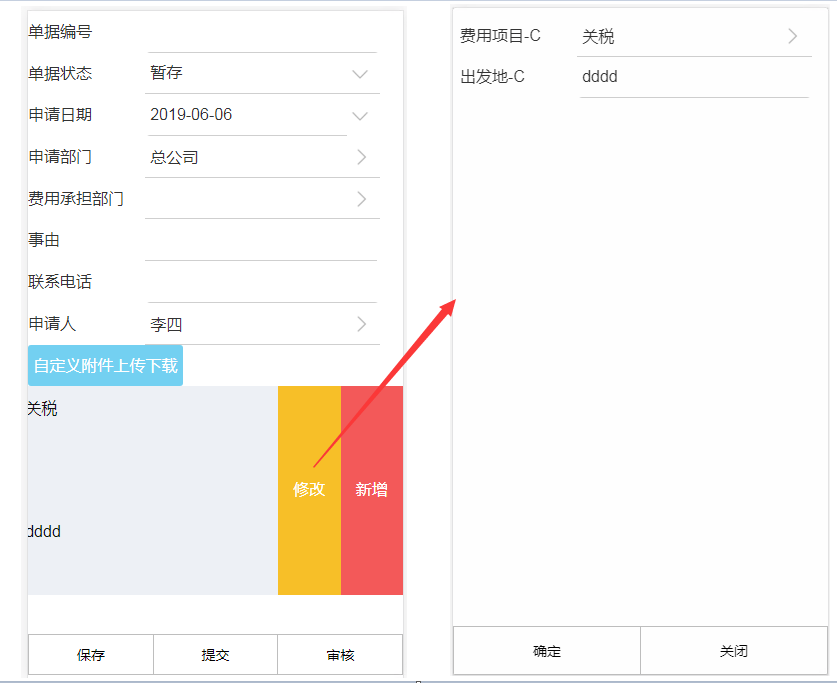 单据编号
单据状态 暂存
申请日期 2019-06-06
申请部门 总公司
费用承担部门
事由
联系电话
申请人 李四
自定义附件上传下载
关税
修改 新增
dddd
保存 提交 审核
费用项目-C 关税
出发地-C dddd
确定 关闭